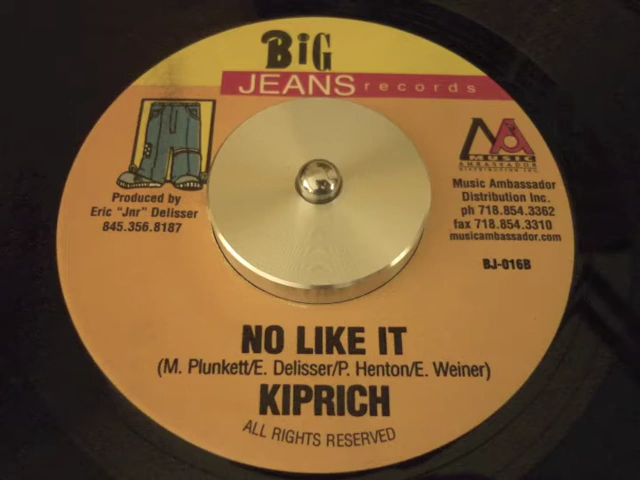 BiG
JEANS records
MUSIC
AMBASSADOR
DISTRIBUTION INC.
Produced by
Eric "Jnr" Delisser
845.356.8187
Music Ambassador
Distribution Inc.
ph 718.854.3362
fax 718.854.3310
musicambassador.com
BJ-016B
NO LIKE IT
(M. Plunkett/E. Delisser/P. Henton/E. Weiner)
KIPRICH
ALL RIGHTS RESERVED